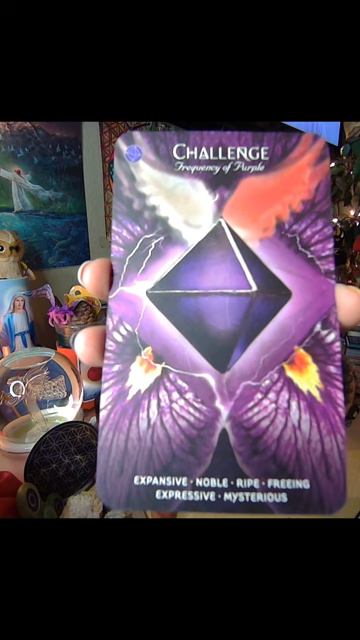 CHALLENGE
Frequency of Purple
EXPANSIVE • NOBLE • RIPE • FREEING
EXPRESSIVE • MYSTERIOUS